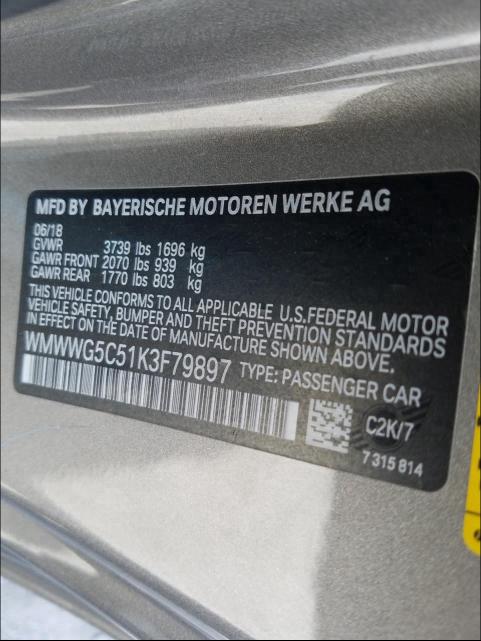 MFD BY BAYERISCHE MOTOREN WERKE AG
06/18
GVWR 3739 lbs 1696 kg
GAWR FRONT 2070 lbs 939 kg
GAWR REAR 1770 lbs 803 kg
THIS VEHICLE CONFORMS TO ALL APPLICABLE U.S.FEDERAL MOTOR
VEHICLE SAFETY, BUMPER AND THEFT PREVENTION STANDARDS
IN EFFECT ON THE DATE OF MANUFACTURE SHOWN ABOVE.
WMWWG5C51K3F79897 TYPE: PASSENGER CAR
C2K/7
7 315 814